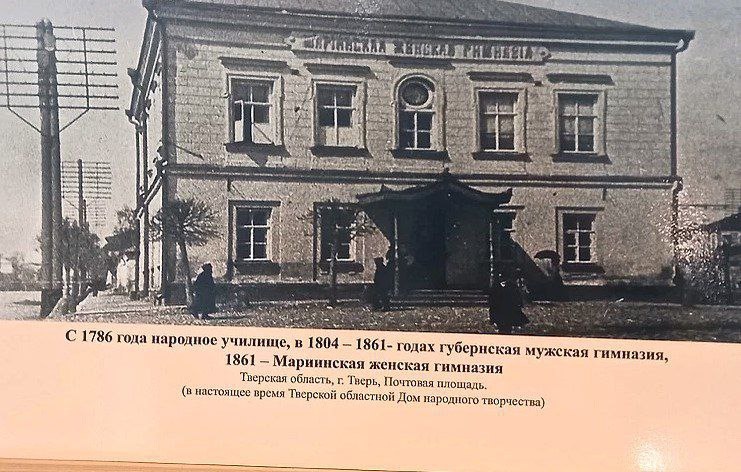 МАРІИНСКАЯ ЖЕНСКАЯ ГИМНАЗІЯ
С 1786 года народное училище, в 1804 – 1861- годах губернская мужская гимназия,
1861 – Мариинская женская гимназия
Тверская область, г. Тверь, Почтовая площадь.
(в настоящее время Тверской областной Дом народного творчества)